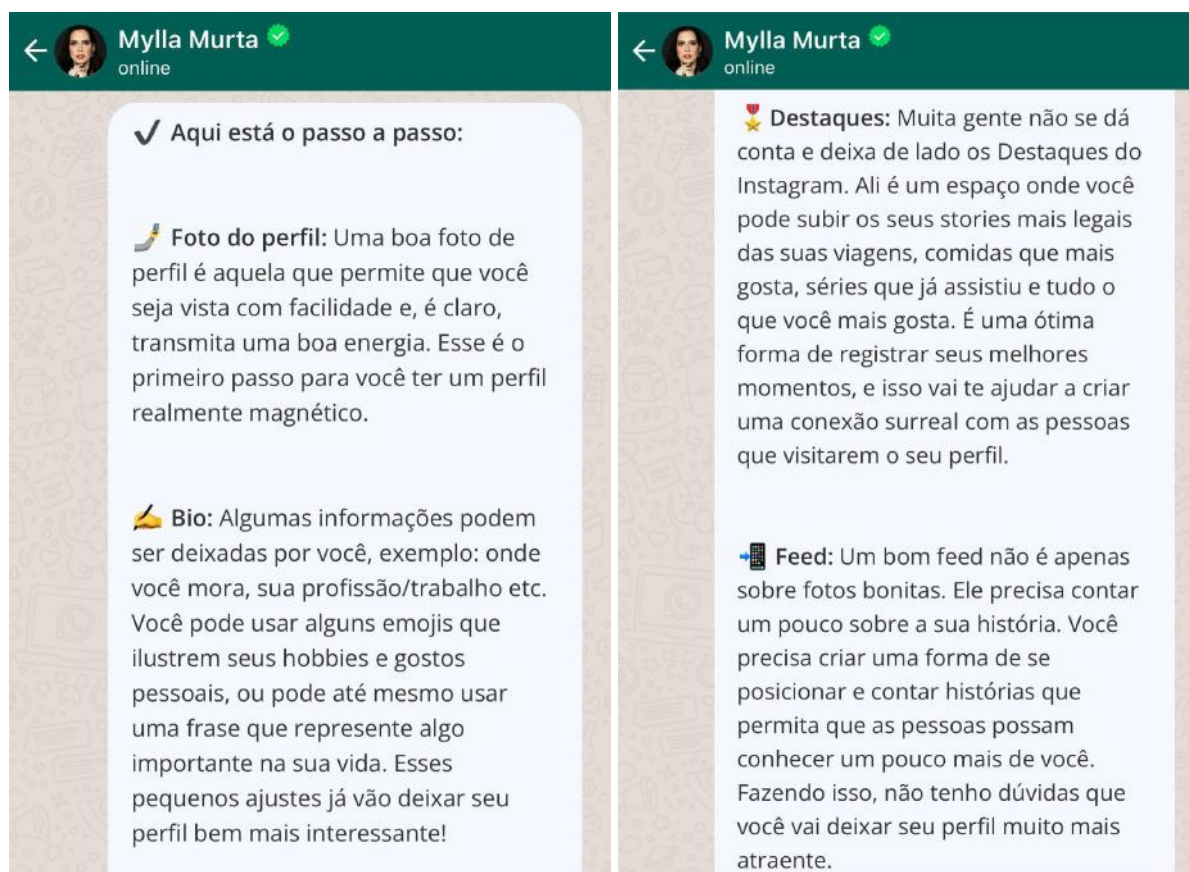 Mylla Murta
online
✔ Aqui está o passo a passo:
🤳 Foto do perfil: Uma boa foto de
perfil é aquela que permite que você
seja vista com facilidade e, é claro,
transmita uma boa energia. Esse é o
primeiro passo para você ter um perfil
realmente magnético.
✍ Bio: Algumas informações podem
ser deixadas por você, exemplo: onde
você mora, sua profissão/trabalho etc.
Você pode usar alguns emojis que
ilustrem seus hobbies e gostos
pessoais, ou pode até mesmo usar
uma frase que represente algo
importante na sua vida. Esses
pequenos ajustes já vão deixar seu
perfil bem mais interessante!
Mylla Murta
online
🎖 Destaques: Muita gente não se dá
conta e deixa de lado os Destaques do
Instagram. Ali é um espaço onde você
pode subir os seus stories mais legais
das suas viagens, comidas que mais
gosta, séries que já assistiu e tudo o
que você mais gosta. É uma ótima
forma de registrar seus melhores
momentos, e isso vai te ajudar a criar
uma conexão surreal com as pessoas
que visitarem o seu perfil.
📲 Feed: Um bom feed não é apenas
sobre fotos bonitas. Ele precisa contar
um pouco sobre a sua história. Você
precisa criar uma forma de se
posicionar e contar histórias que
permita que as pessoas possam
conhecer um pouco mais de você.
Fazendo isso, não tenho dúvidas que
você vai deixar seu perfil muito mais
atraente.